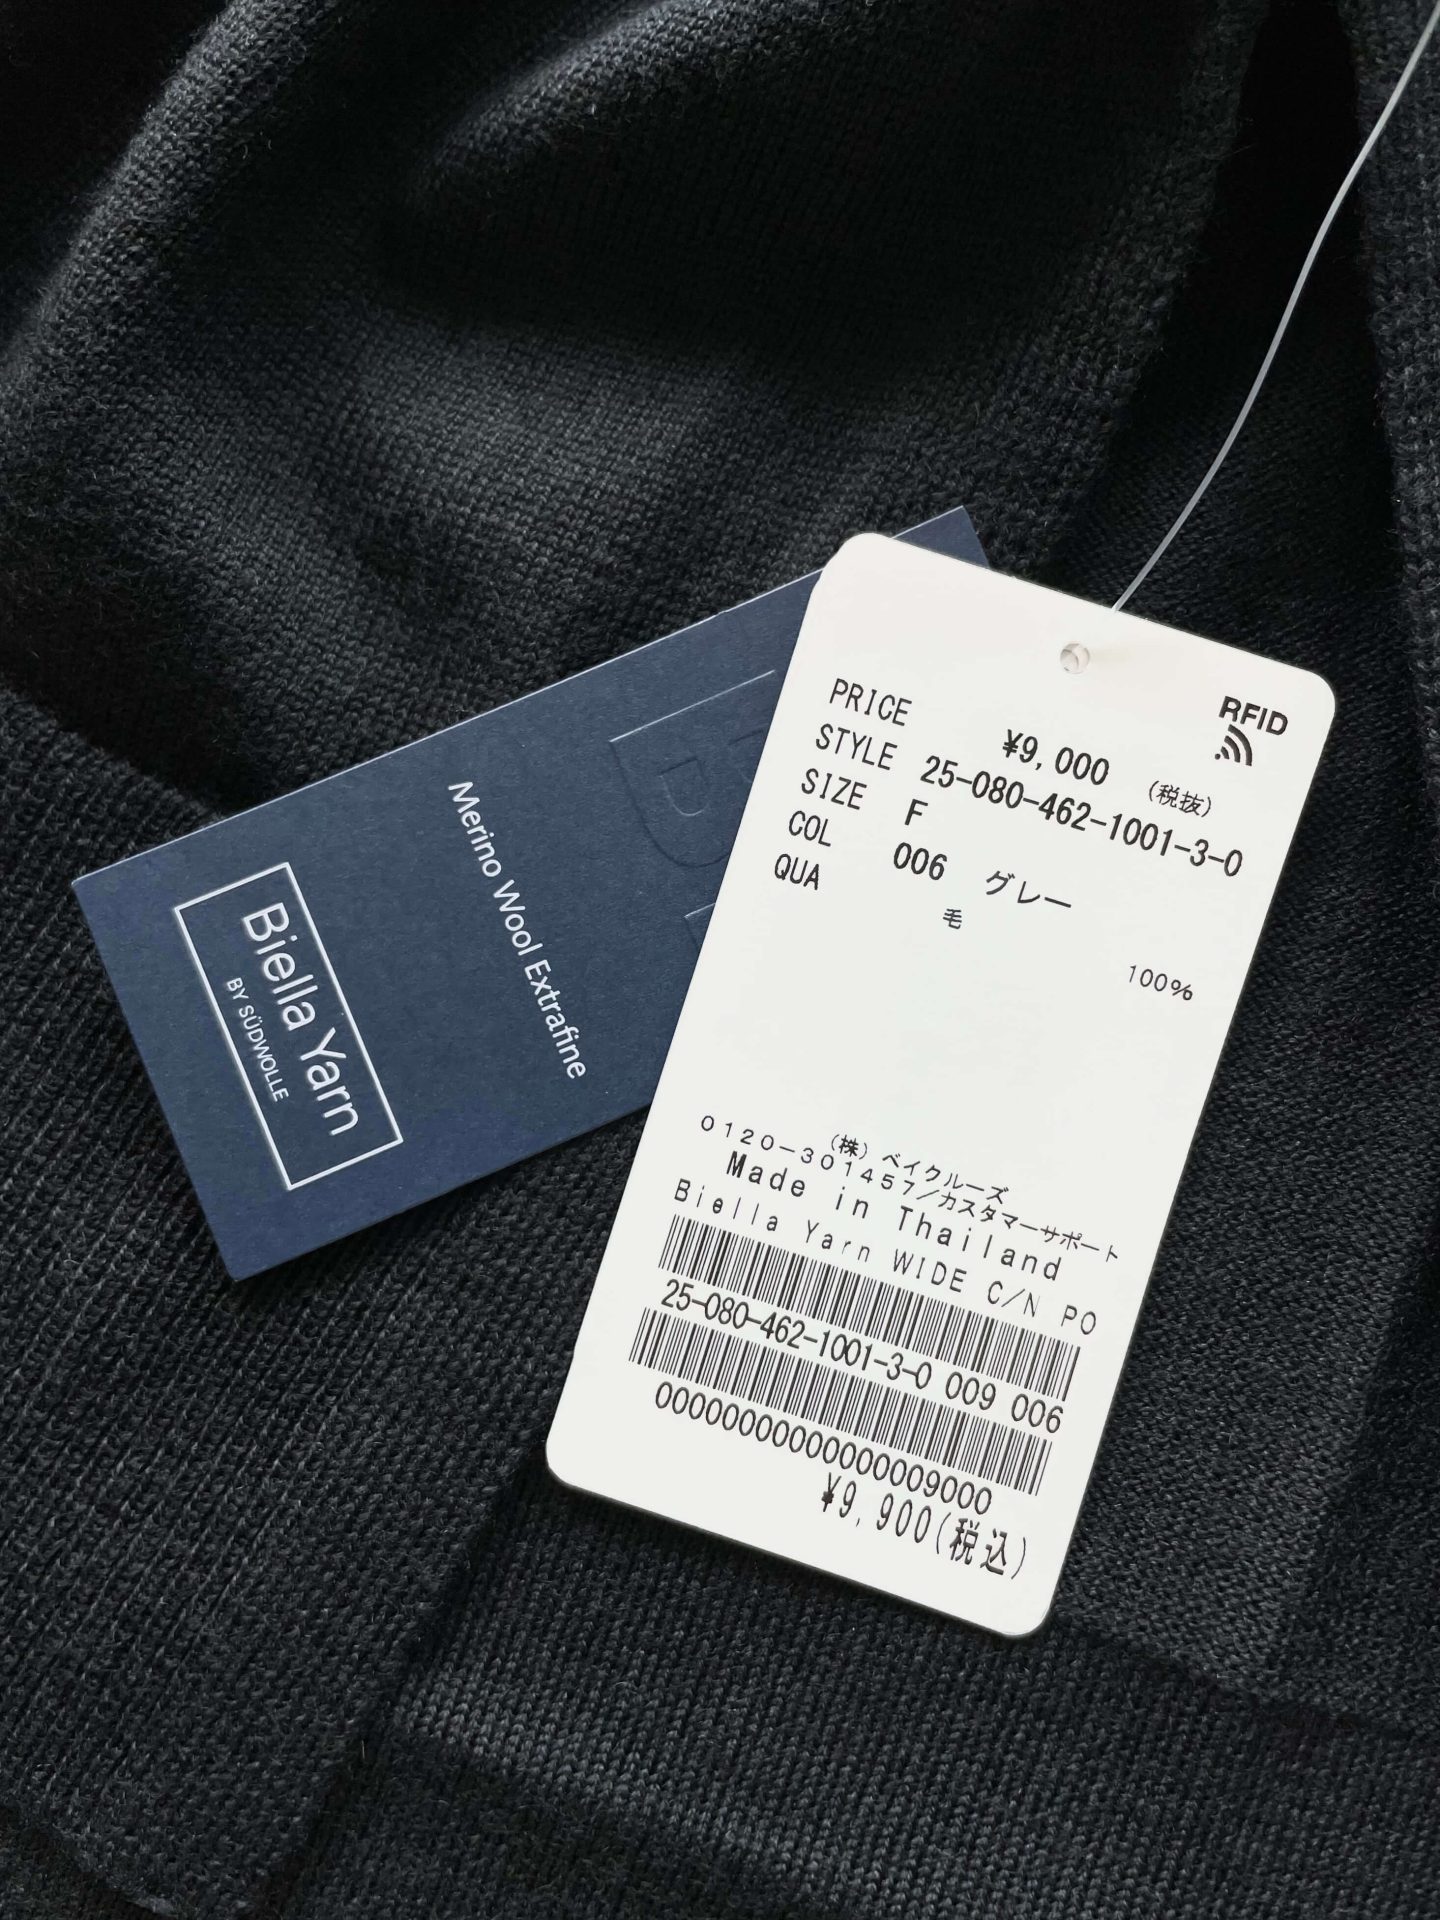 Merino Wool Extrafine
Biella Yarn
BY SÜDWOLLE
RFID
PRICE ¥9,000 (税抜)
STYLE 25-080-462-1001-3-0
SIZE F
COL 006 グレー
QUA
毛 100%
(株) ベイクルーズ
0120-301457/カスタマーサポート
Made in Thailand
Biella Yarn WIDE C/N PO
25-080-462-1001-3-0 009 006
00000000000000009000
¥9,900(税込)